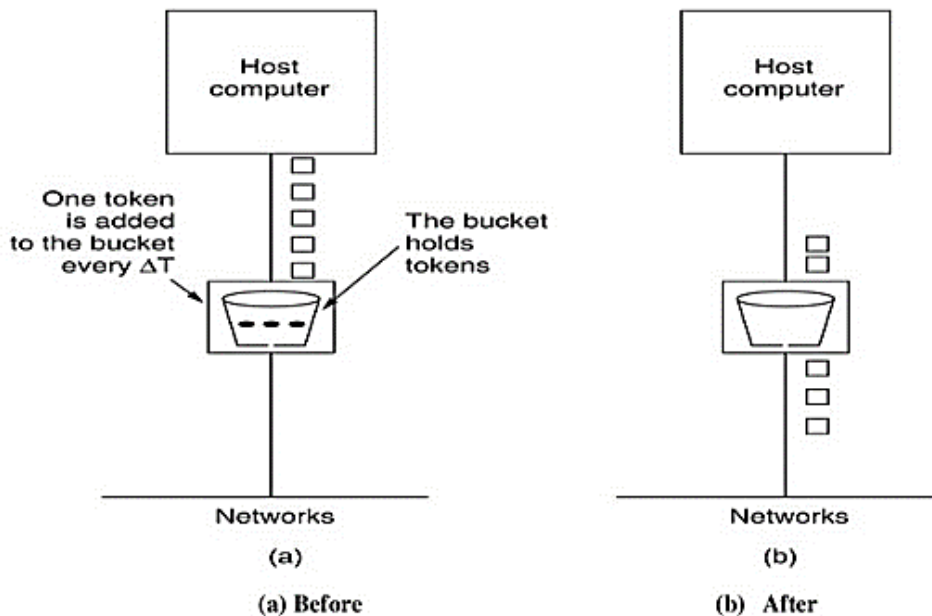 Host
computer
One token
is added
to the bucket
every ΔT
The bucket
holds
tokens
Networks
(a)
(a) Before
Host
computer
Networks
(b)
(b) After